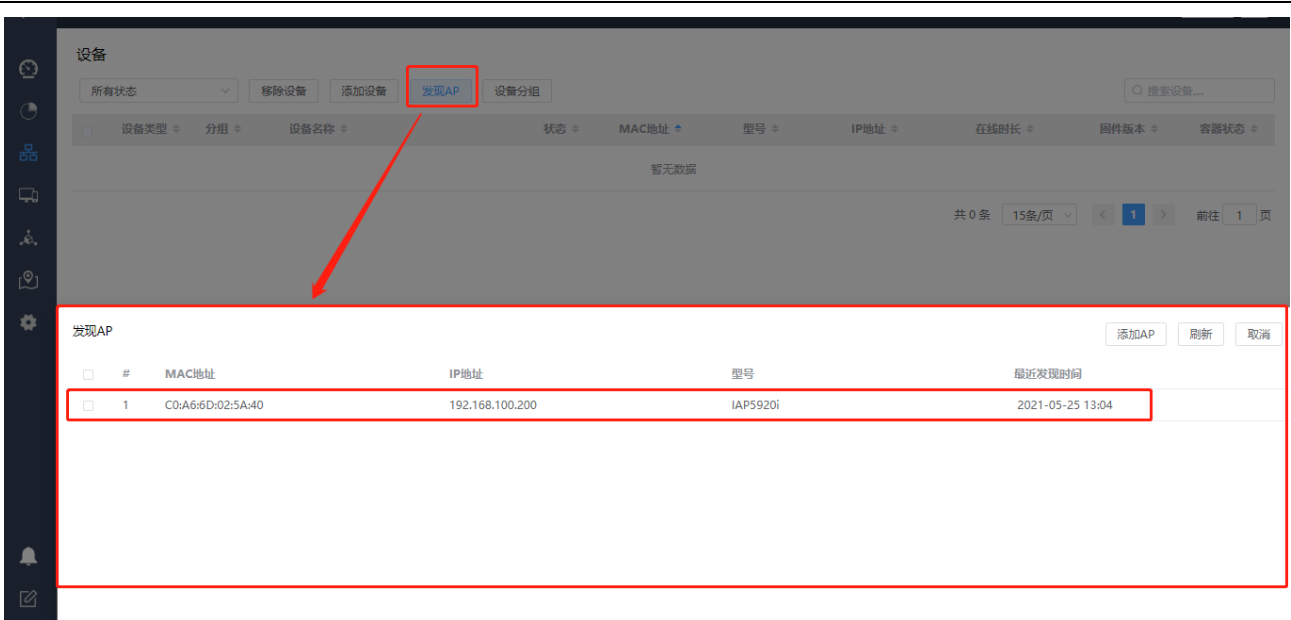 设备
所有状态 移除设备 添加设备 发现AP 设备分组 搜索设备...
设备类型 分组 设备名称 状态 MAC地址 型号 IP地址 在线时长 固件版本 容器状态
暂无数据
共 0 条 15条/页 1 前往 1 页
发现AP 添加AP 刷新 取消
# MAC地址 IP地址 型号 最近发现时间
1 C0:A6:6D:02:5A:40 192.168.100.200 IAP5920i 2021-05-25 13:04